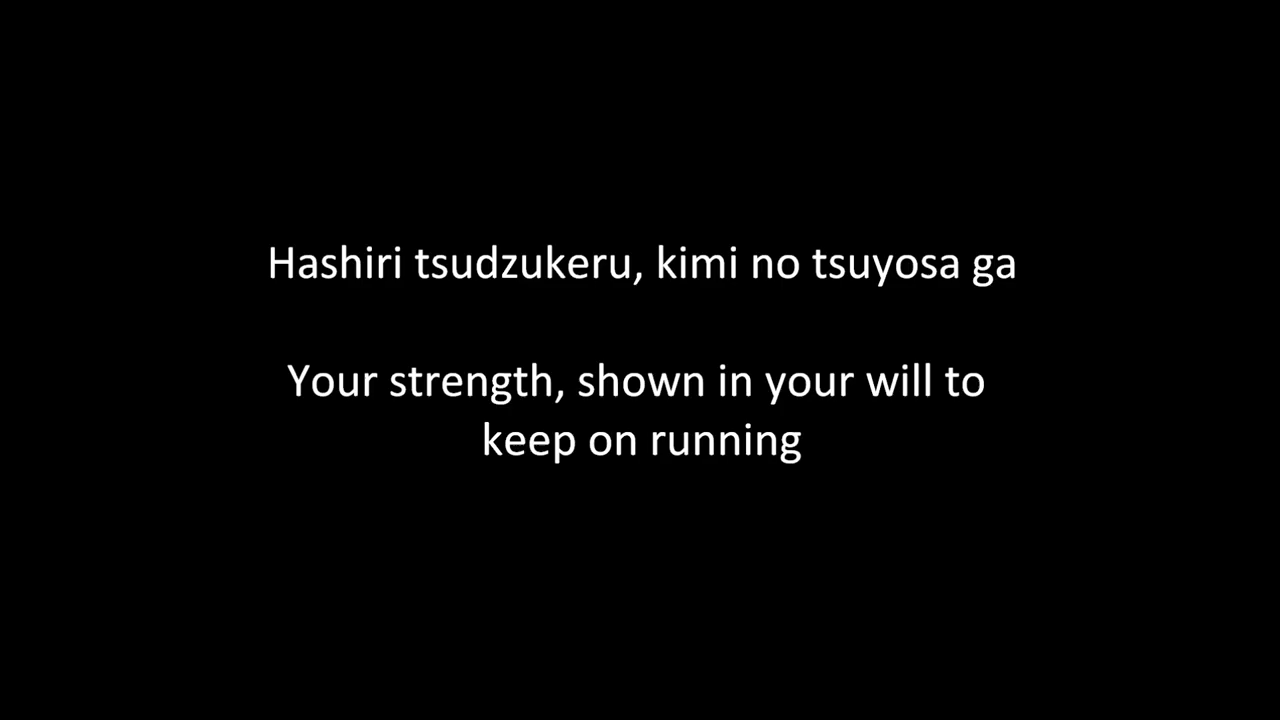 Hashiri tsudzukeru, kimi no tsuyosa ga
Your strength, shown in your will to
keep on running